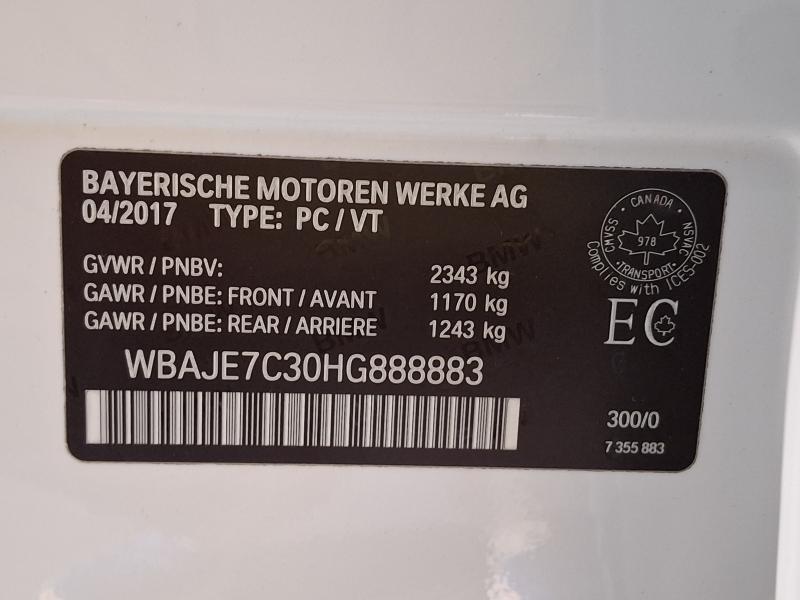 BAYERISCHE MOTOREN WERKE AG
04/2017 TYPE: PC / VT
GVWR / PNBV: 2343 kg
GAWR / PNBE: FRONT / AVANT 1170 kg
GAWR / PNBE: REAR / ARRIERE 1243 kg
WBAJE7C30HG888883
CANADA
CMVSS
NSVAC
978
TRANSPORT
Complies with ICES-002
EC
300/0
7 355 883
BMW